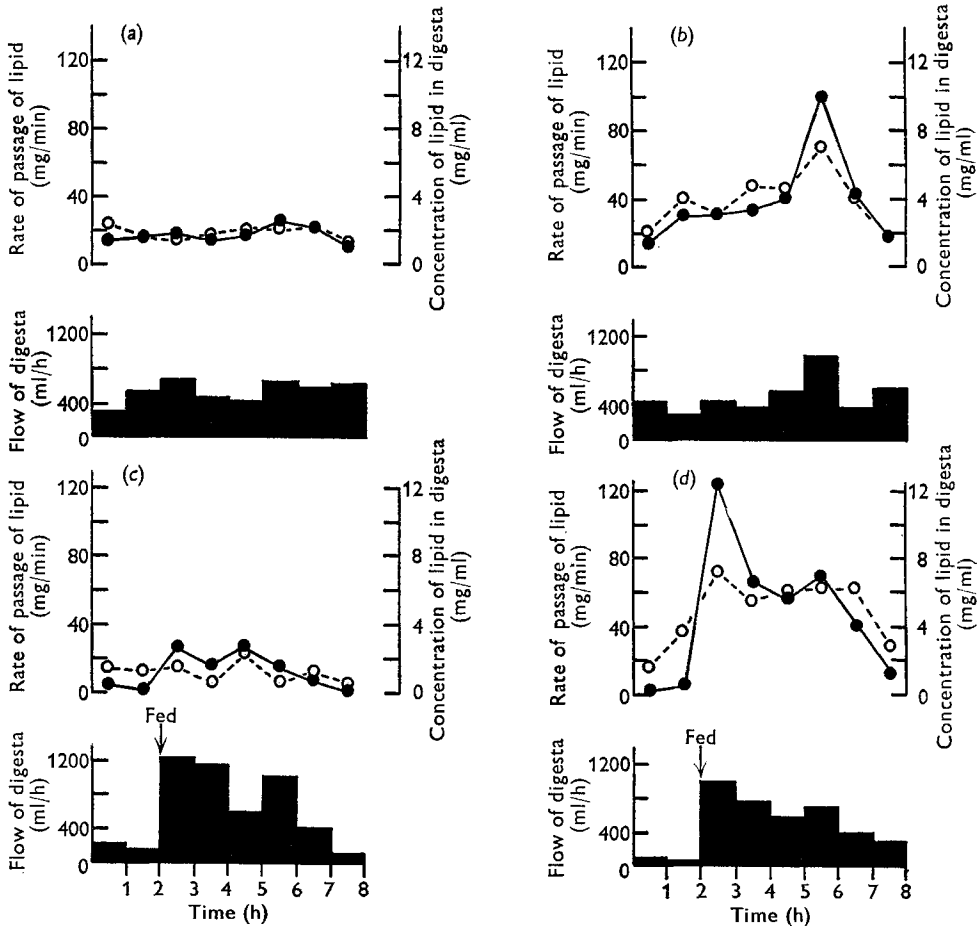 (a)
Rate of passage of lipid
(mg/min)
120
80
40
0
12
8
4
0
Concentration of lipid in digesta
(mg/ml)
Flow of digesta
(ml/h)
1200
400
0
(b)
Rate of passage of lipid
(mg/min)
120
80
40
0
12
8
4
0
Concentration of lipid in digesta
(mg/ml)
Flow of digesta
(ml/h)
1200
400
0
(c)
Rate of passage of lipid
(mg/min)
120
80
40
0
12
8
4
0
Concentration of lipid in digesta
(mg/ml)
Fed
Flow of digesta
(ml/h)
1200
400
0
1 2 3 4 5 6 7 8
Time (h)
(d)
Rate of passage of lipid
(mg/min)
120
80
40
0
12
8
4
0
Concentration of lipid in digesta
(mg/ml)
Fed
Flow of digesta
(ml/h)
1200
400
0
1 2 3 4 5 6 7 8
Time (h)